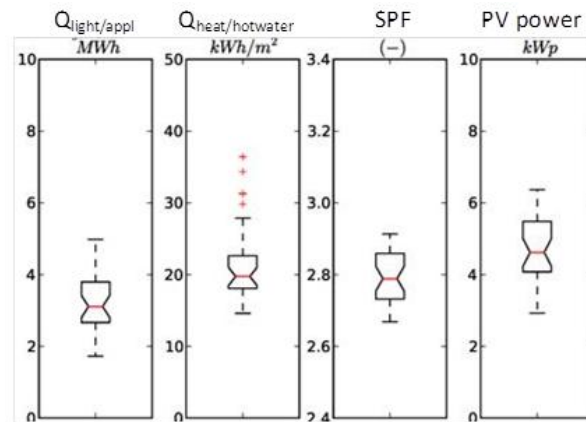 Qlight/appl Qheat/hotwater SPF PV power
MWh kWh/m² (−) kWp
10 50 3.4 10
8 40 3.2 8
6 30 3.0 6
4 20 2.8 4
2 10 2.6 2
0 0 2.4 0